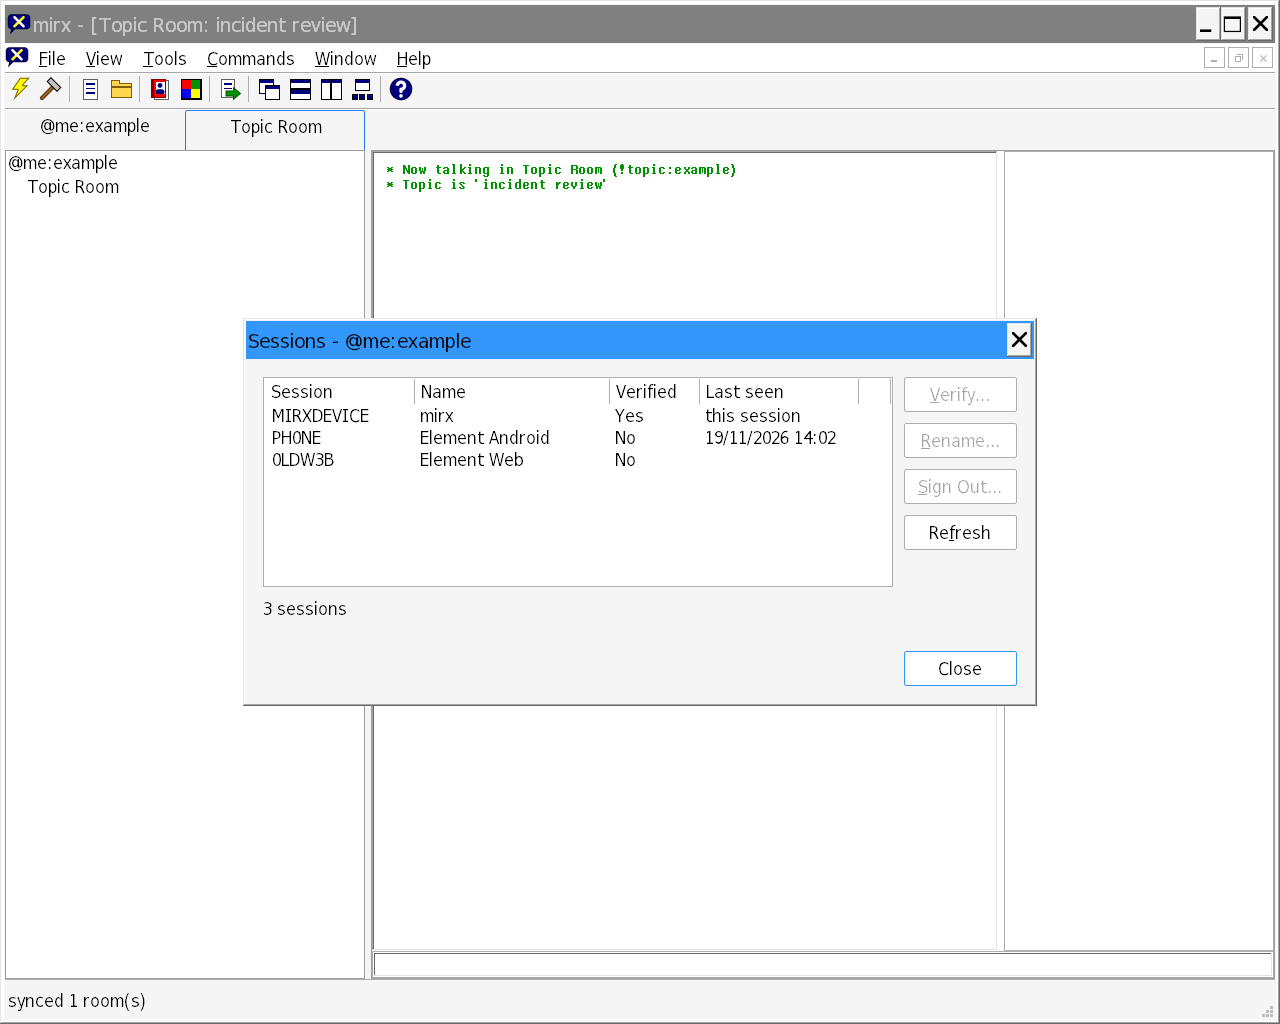 mirx - [Topic Room: incident review]
File View Tools Commands Window Help
@me:example Topic Room
@me:example
Topic Room
* Now talking in Topic Room (!topic:example)
* Topic is 'incident review'
Sessions - @me:example
Session Name Verified Last seen
MIRXDEVICE mirx Yes this session
PH0NE Element Android No 19/11/2026 14:02
0LDW3B Element Web No
Verify...
Rename...
Sign Out...
Refresh
3 sessions
Close
synced 1 room(s)